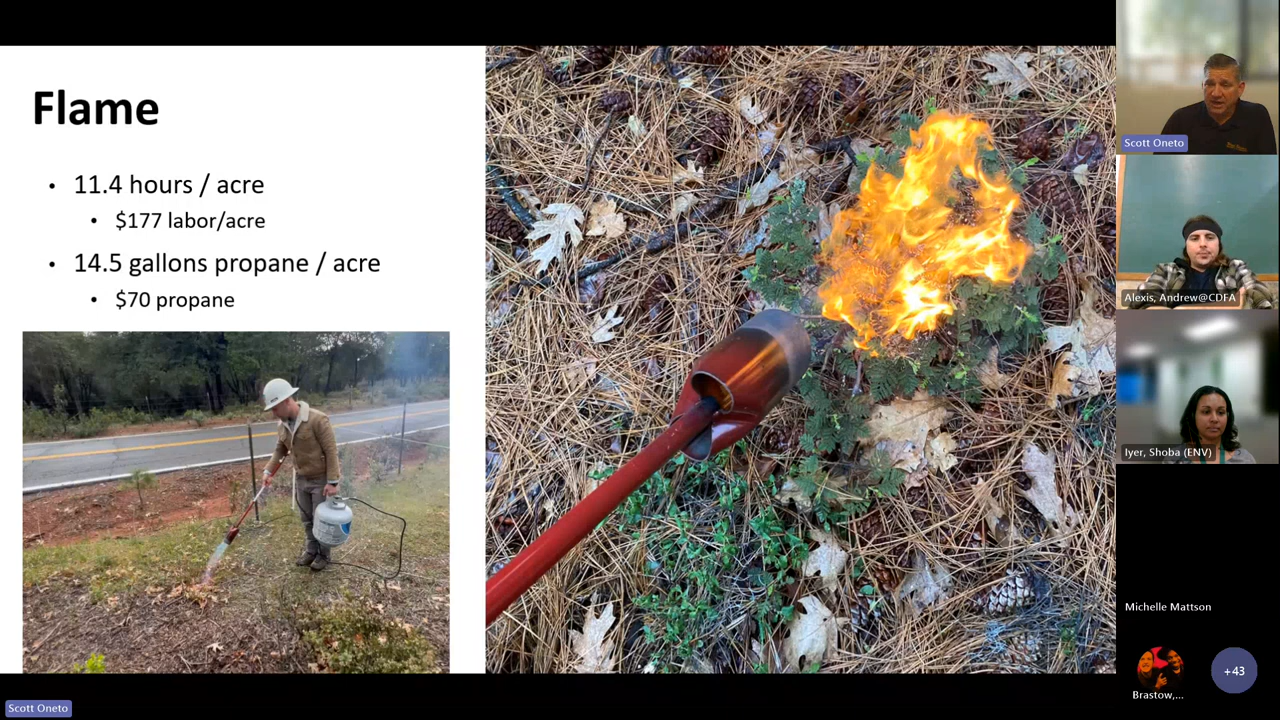 Flame
• 11.4 hours / acre
• $177 labor/acre
• 14.5 gallons propane / acre
• $70 propane
Scott Oneto
Alexis, Andrew@CDFA
Iyer, Shoba (ENV)
Michelle Mattson
Brastow,...
+43
Scott Oneto